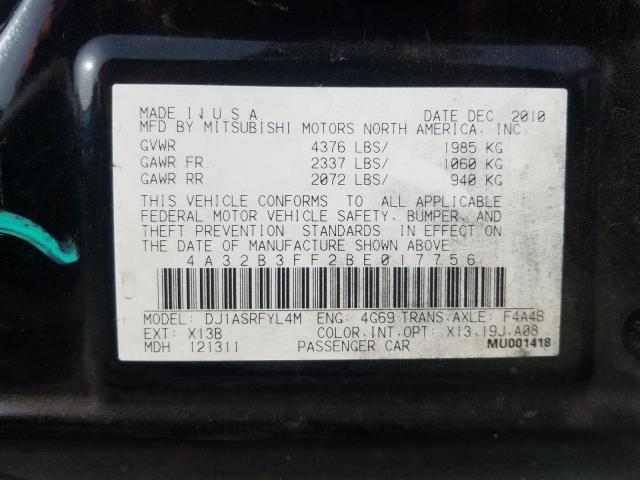 MADE IN U S A DATE DEC 2010
MFD BY MITSUBISHI MOTORS NORTH AMERICA, INC.
GVWR 4376 LBS/ 1985 KG
GAWR FR. 2337 LBS/ 1060 KG
GAWR RR 2072 LBS/ 940 KG
THIS VEHICLE CONFORMS TO ALL APPLICABLE
FEDERAL MOTOR VEHICLE SAFETY, BUMPER, AND
THEFT PREVENTION STANDARDS IN EFFECT ON
THE DATE OF MANUFACTURE SHOWN ABOVE
4A32B3FF2BE017756
MODEL: DJ1ASRFYL4M ENG: 4G69 TRANS.AXLE: F4A4B
EXT: X13B COLOR.INT.OPT: X13.19J.A08
MDH 121311 PASSENGER CAR MU001418